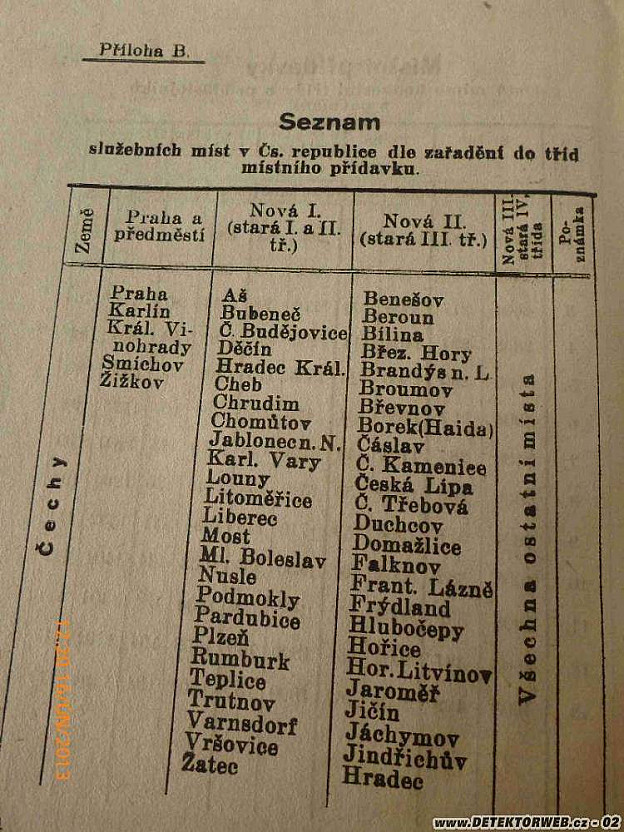 Příloha B.
Seznam
služebních míst v Čs. republice dle zařadění do tříd
místního přídavku.
Země
Praha a
předměstí
Nová I.
(stará I. a II.
tř.)
Nová II.
(stará III. tř.)
Nová III.
stará IV.
třída
Po-
známka
Čechy
Praha
Karlín
Král. Vi-
nohrady
Smíchov
Žižkov
Aš
Bubeneč
Č. Budějovice
Děčín
Hradec Král.
Cheb
Chrudim
Chomůtov
Jablonec n. N.
Karl. Vary
Louny
Litoměřice
Liberec
Most
Ml. Boleslav
Nusle
Podmokly
Pardubice
Plzeň
Rumburk
Teplice
Trutnov
Varnsdorf
Vršovice
Žatec
Benešov
Beroun
Bílina
Břez. Hory
Brandýs n. L
Broumov
Břevnov
Borek (Haida)
Čáslav
Č. Kamenice
Česká Lípa
Č. Třebová
Duchcov
Domažlice
Falknov
Frant. Lázně
Frýdland
Hlubočepy
Hořice
Hor. Litvínov
Jaroměř
Jičín
Jáchymov
Jindřichův
Hradec
Všechna ostatní místa
www.DETEKTORWEB.cz - 02